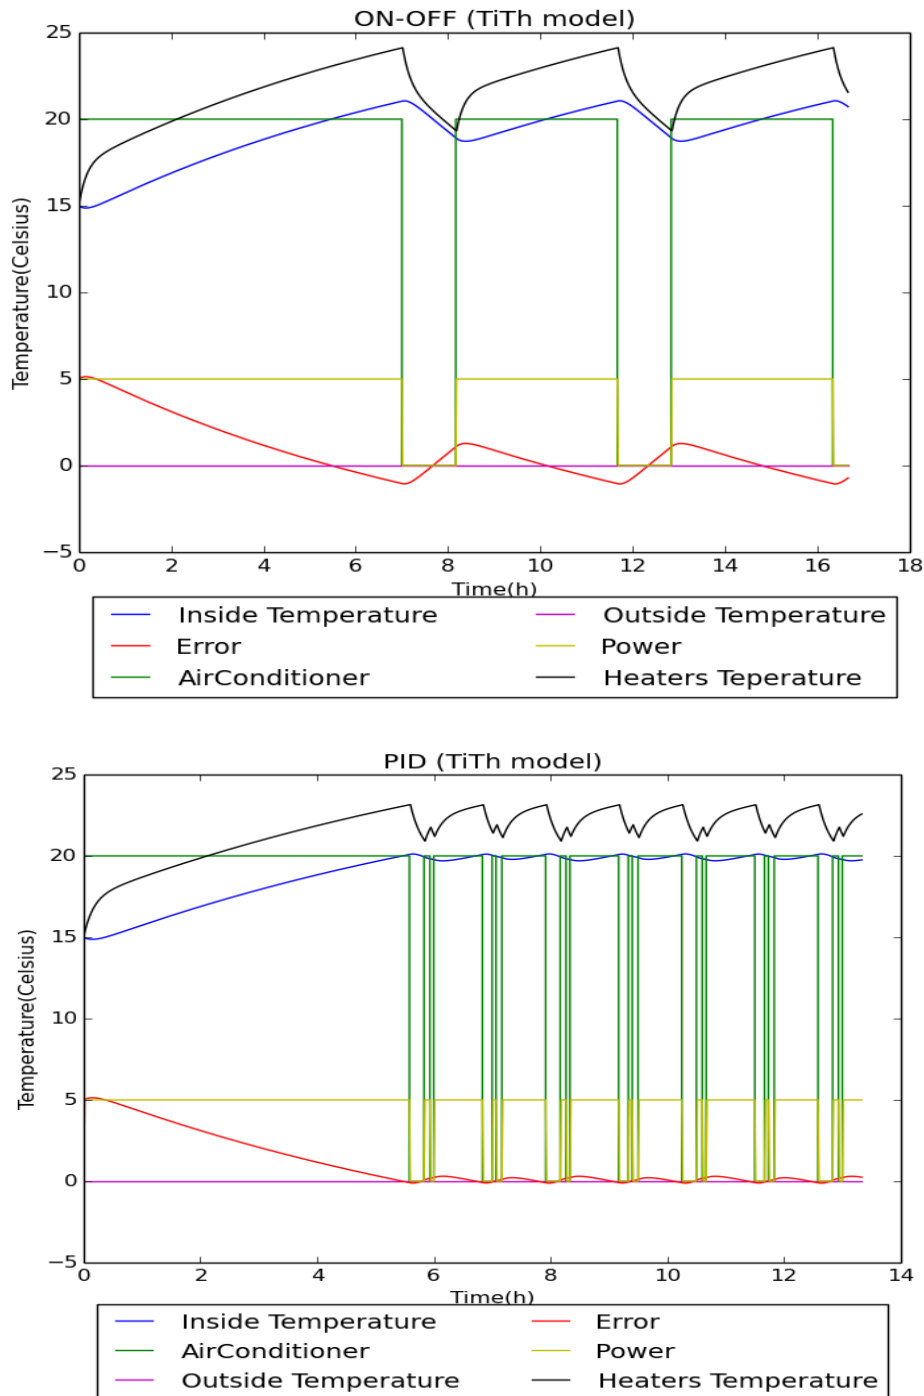 ON-OFF (TiTh model)
25
20
15
10
5
0
−5
Temperature(Celsius)
0 2 4 6 8 10 12 14 16 18
Time(h)
Inside Temperature Outside Temperature
Error Power
AirConditioner Heaters Teperature
PID (TiTh model)
25
20
15
10
5
0
−5
Temperature(Celsius)
0 2 4 6 8 10 12 14
Time(h)
Inside Temperature Error
AirConditioner Power
Outside Temperature Heaters Temperature